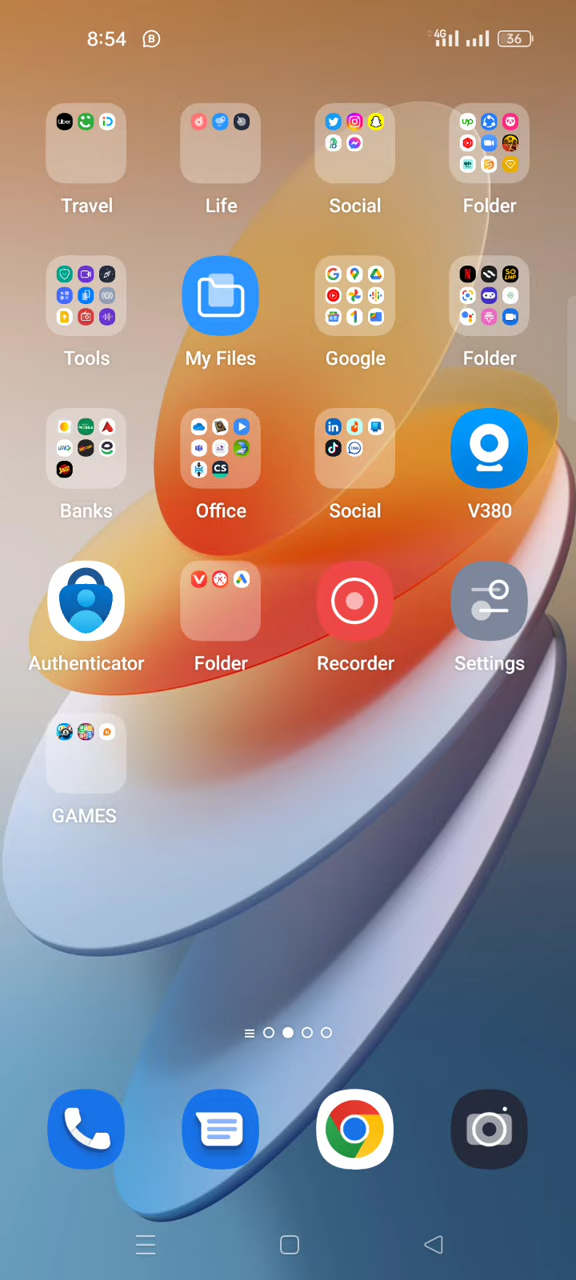 8:54
4G
36
Travel
Life
Social
Folder
Tools
My Files
Google
Folder
Banks
Office
Social
V380
Authenticator
Folder
Recorder
Settings
GAMES